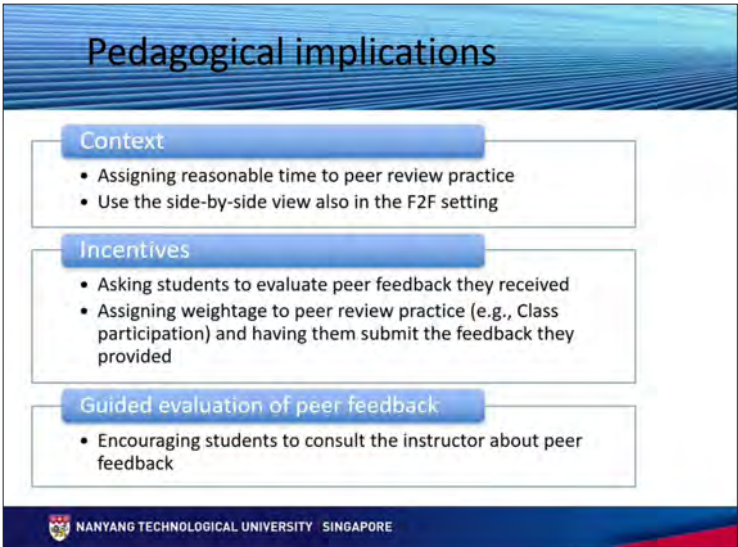 Pedagogical implications
Context
• Assigning reasonable time to peer review practice
• Use the side-by-side view also in the F2F setting
Incentives
• Asking students to evaluate peer feedback they received
• Assigning weightage to peer review practice (e.g., Class
participation) and having them submit the feedback they
provided
Guided evaluation of peer feedback
• Encouraging students to consult the instructor about peer
feedback
NANYANG TECHNOLOGICAL UNIVERSITY SINGAPORE